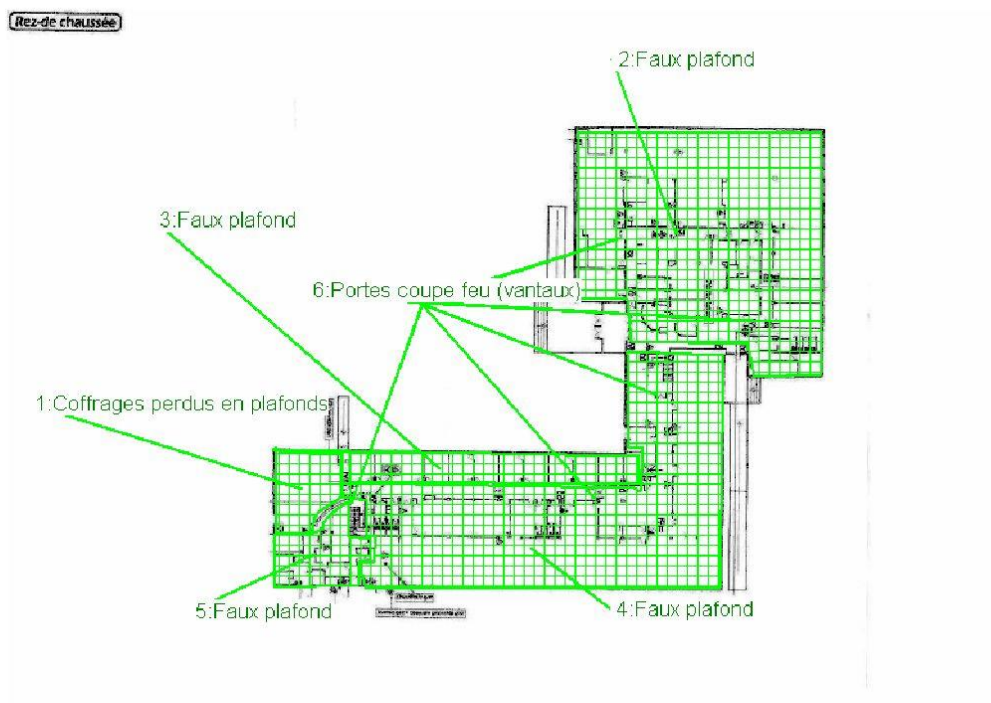 Rez-de chaussée
2:Faux plafond
3:Faux plafond
6:Portes coupe feu (vantaux)
1:Coffrages perdus en plafonds
5:Faux plafond
4:Faux plafond